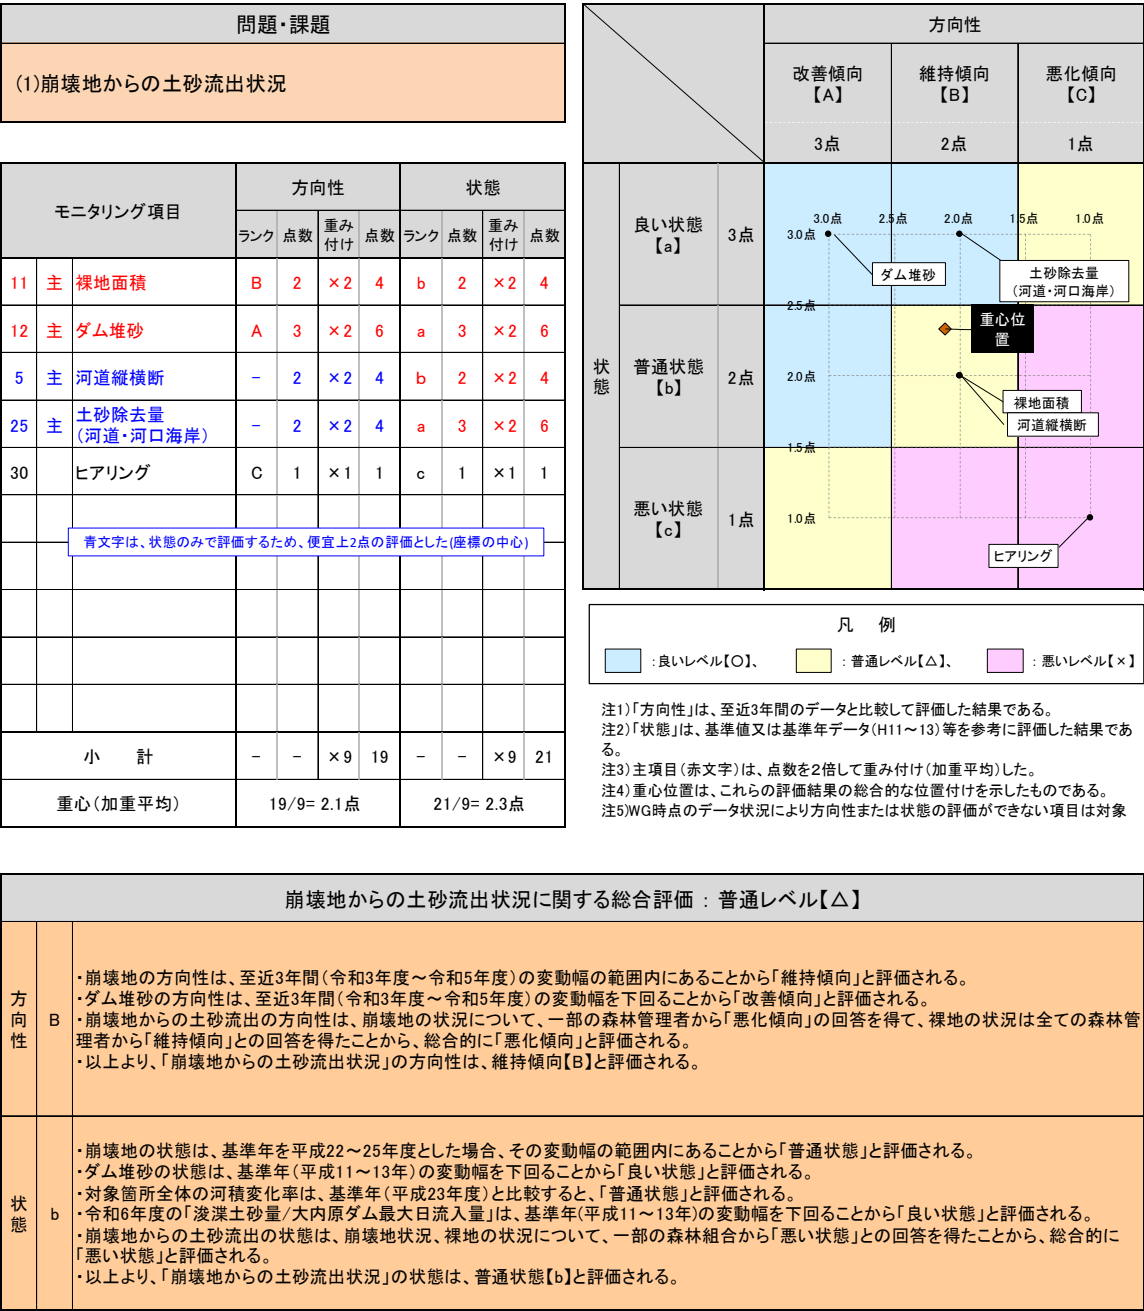 問題・課題
(1)崩壊地からの土砂流出状況
モニタリング項目 方向性 状態
ランク 点数 重み付け 点数 ランク 点数 重み付け 点数
11 主 裸地面積 B 2 ×2 4 b 2 ×2 4
12 主 ダム堆砂 A 3 ×2 6 a 3 ×2 6
5 主 河道縦横断 － 2 ×2 4 b 2 ×2 4
25 主 土砂除去量
(河道・河口海岸) － 2 ×2 4 a 3 ×2 6
30 ヒアリング C 1 ×1 1 c 1 ×1 1
青文字は、状態のみで評価するため、便宜上2点の評価とした(座標の中心)
小 計 － － ×9 19 － － ×9 21
重心(加重平均) 19/9= 2.1点 21/9= 2.3点
方向性
改善傾向
【A】
維持傾向
【B】
悪化傾向
【C】
3点 2点 1点
状態
良い状態
【a】
3点
普通状態
【b】
2点
悪い状態
【c】
1点
3.0点 2.5点 2.0点 1.5点 1.0点
3.0点
2.5点
2.0点
1.5点
1.0点
ダム堆砂
土砂除去量
(河道・河口海岸)
重心位
置
裸地面積
河道縦横断
ヒアリング
凡 例
：良いレベル【○】、 ：普通レベル【△】、 ：悪いレベル【×】
注1)「方向性」は、至近3年間のデータと比較して評価した結果である。
注2)「状態」は、基準値又は基準年データ(H11～13)等を参考に評価した結果であ
る。
注3)主項目(赤文字)は、点数を2倍して重み付け(加重平均)した。
注4)重心位置は、これらの評価結果の総合的な位置付けを示したものである。
注5)WG時点のデータ状況により方向性または状態の評価ができない項目は対象
崩壊地からの土砂流出状況に関する総合評価 ： 普通レベル【△】
方向性 B
・崩壊地の方向性は、至近3年間(令和3年度～令和5年度)の変動幅の範囲内にあることから「維持傾向」と評価される。
・ダム堆砂の方向性は、至近3年間(令和3年度～令和5年度)の変動幅を下回ることから「改善傾向」と評価される。
・崩壊地からの土砂流出の方向性は、崩壊地の状況について、一部の森林管理者から「悪化傾向」の回答を得て、裸地の状況は全ての森林管
理者から「維持傾向」との回答を得たことから、総合的に「悪化傾向」と評価される。
・以上より、「崩壊地からの土砂流出状況」の方向性は、維持傾向【B】と評価される。
状態 b
・崩壊地の状態は、基準年を平成22～25年度とした場合、その変動幅の範囲内にあることから「普通状態」と評価される。
・ダム堆砂の状態は、基準年(平成11～13年)の変動幅を下回ることから「良い状態」と評価される。
・対象箇所全体の河積変化率は、基準年(平成23年度)と比較すると、「普通状態」と評価される。
・令和6年度の「浚渫土砂量/大内原ダム最大日流入量」は、基準年(平成11～13年)の変動幅を下回ることから「良い状態」と評価される。
・崩壊地からの土砂流出の状態は、崩壊地状況、裸地の状況について、一部の森林組合から「悪い状態」との回答を得たことから、総合的に
「悪い状態」と評価される。
・以上より、「崩壊地からの土砂流出状況」の状態は、普通状態【b】と評価される。